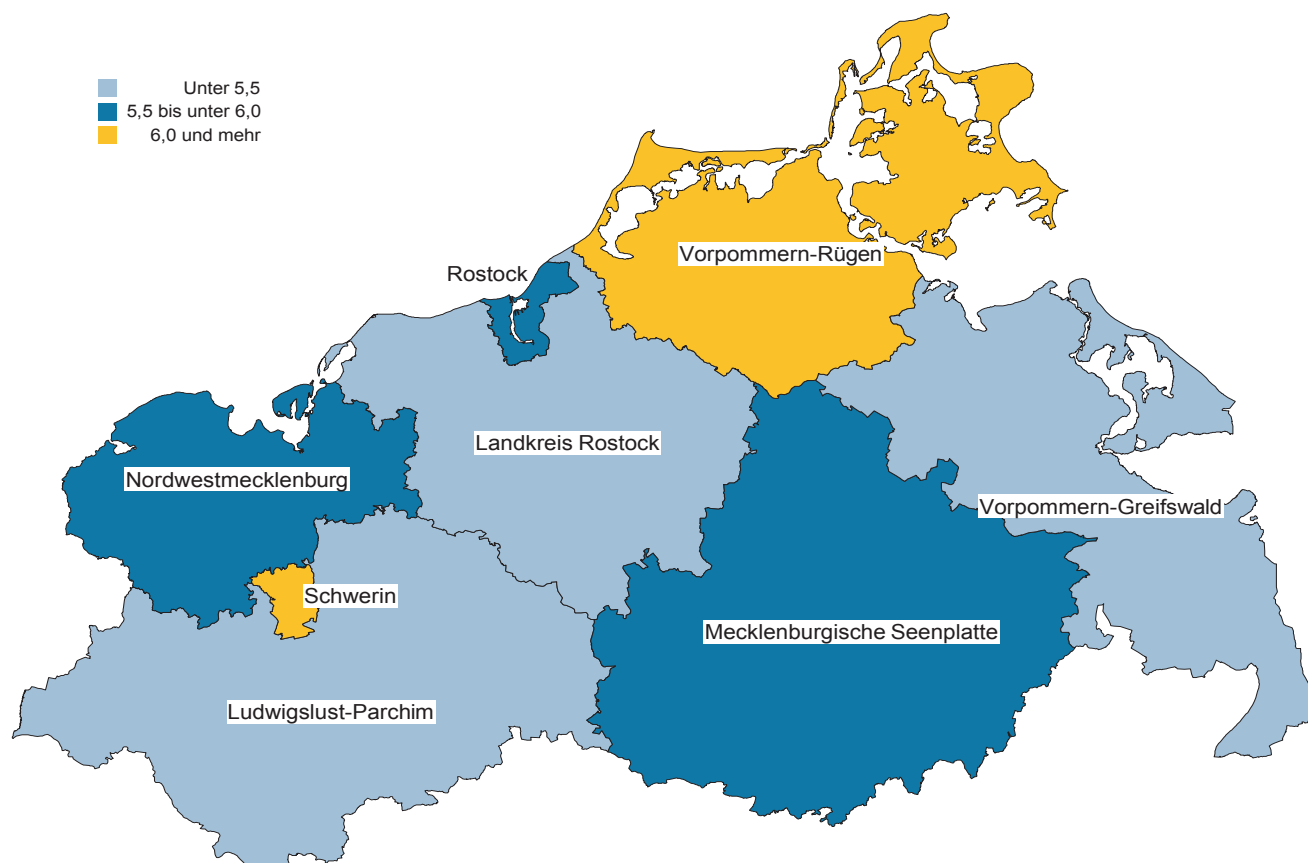 Unter 5,5
5,5 bis unter 6,0
6,0 und mehr
Vorpommern-Rügen
Rostock
Landkreis Rostock
Nordwestmecklenburg
Vorpommern-Greifswald
Schwerin
Mecklenburgische Seenplatte
Ludwigslust-Parchim